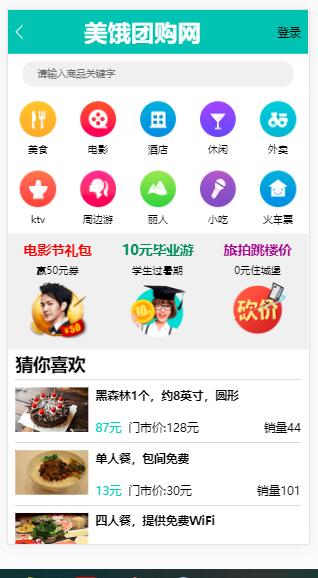 美饿团购网 登录
请输入商品关键字
美食 电影 酒店 休闲 外卖
ktv 周边游 丽人 小吃 火车票
电影节礼包 10元毕业游 旅拍跳楼价
赢50元券 学生过暑期 0元住城堡
¥50 10元 砍价
猜你喜欢
黑森林1个，约8英寸，圆形
87元 门市价:128元 销量44
单人餐，包间免费
13元 门市价:30元 销量101
四人餐，提供免费WiFi